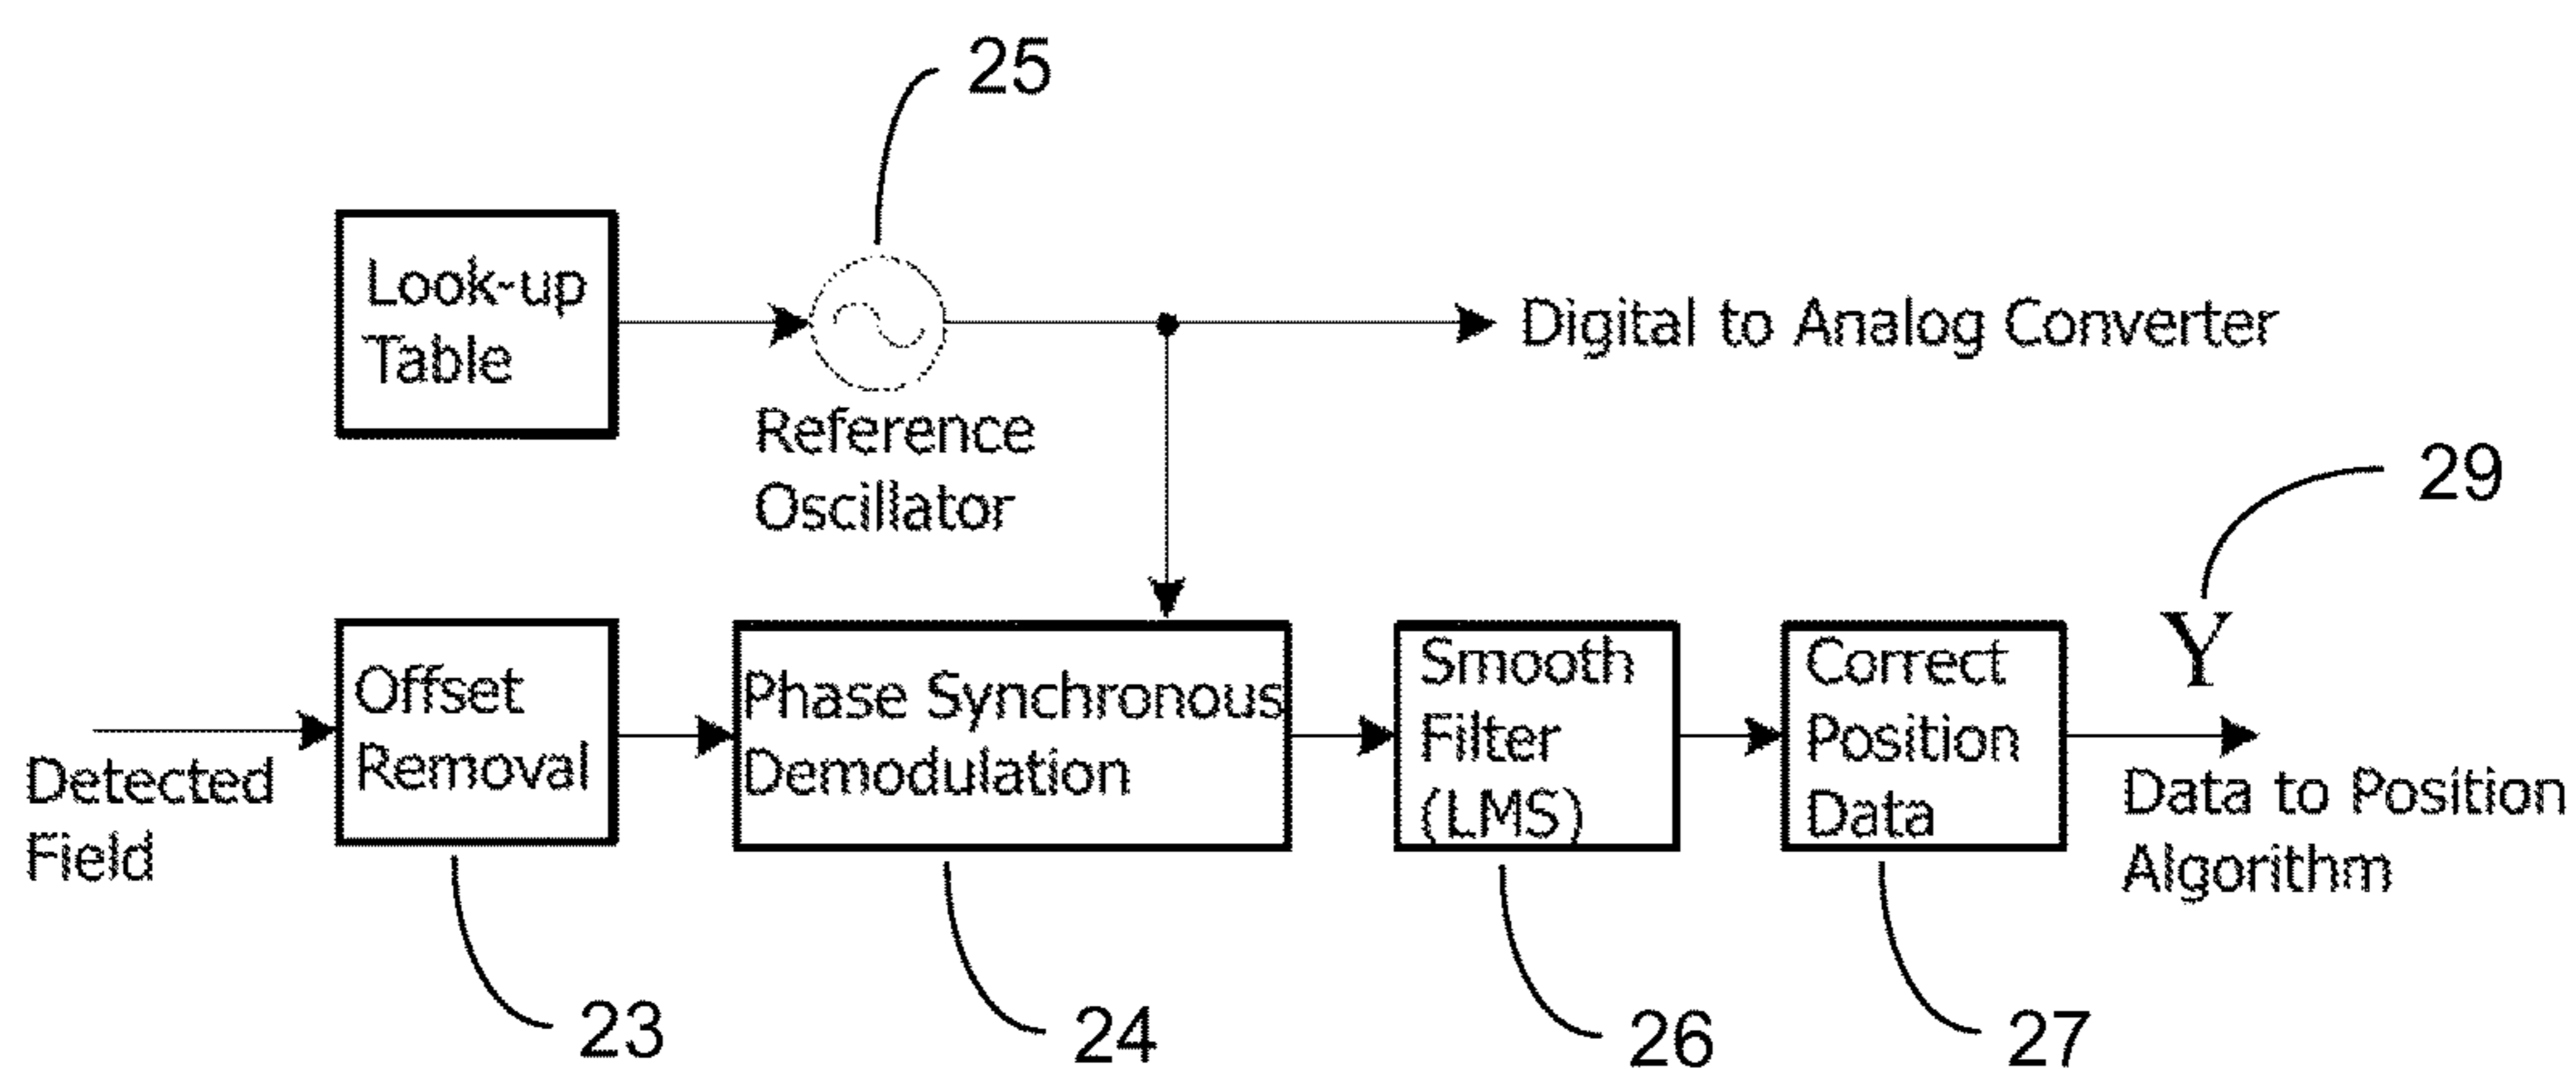 25
Look-up
Table
Digital to Analog Converter
Reference
Oscillator
29
Y
Detected
Field
Offset
Removal
Phase Synchronous
Demodulation
Smooth
Filter
(LMS)
Correct
Position
Data
Data to Position
Algorithm
23
24
26
27